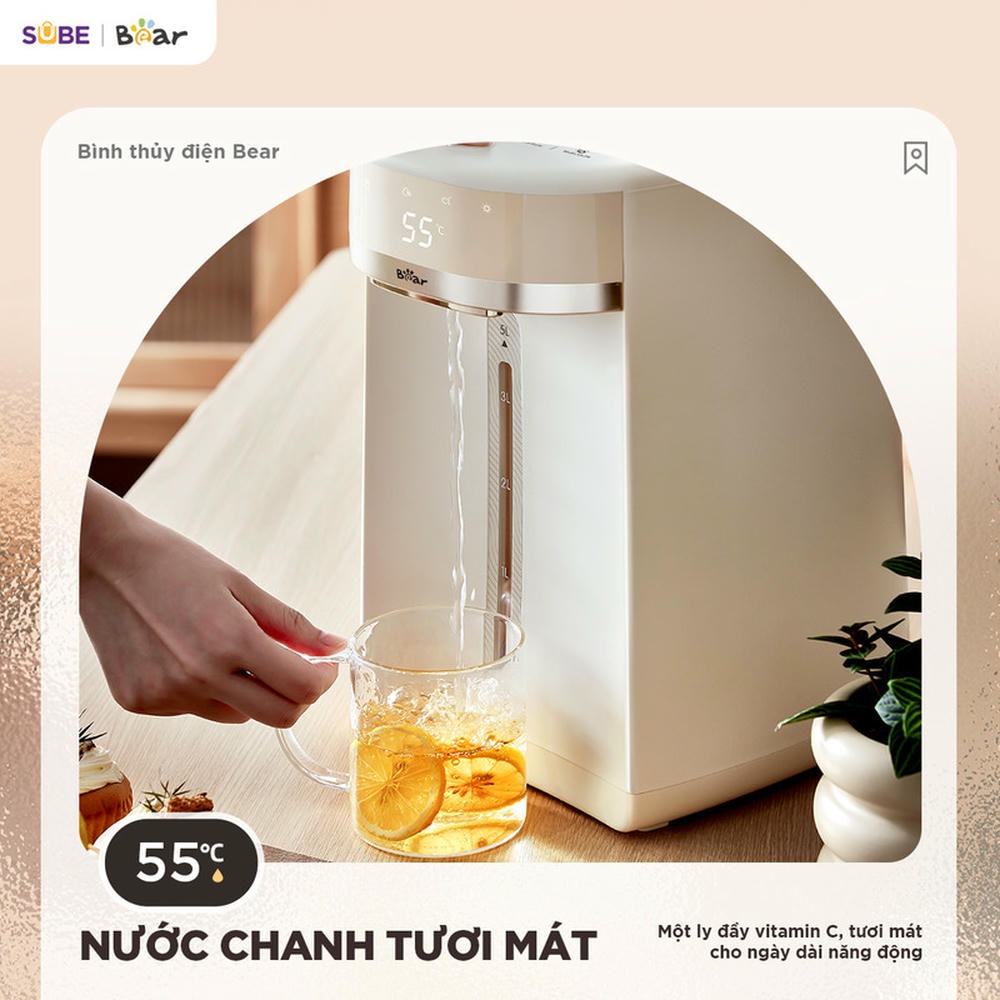 SUBE | Bear
Bình thủy điện Bear
55°C
Bear
5L
3L
2L
1L
55°C
NƯỚC CHANH TƯƠI MÁT
Một ly đầy vitamin C, tươi mát
cho ngày dài năng động